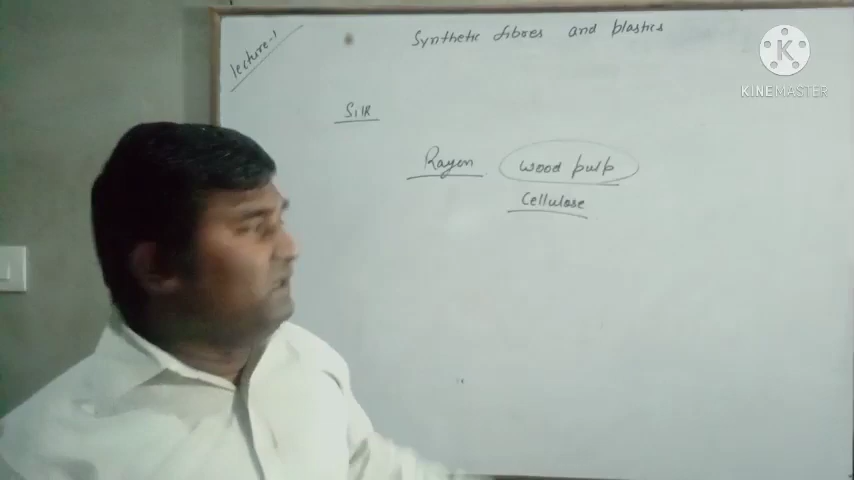 Synthetic fibres and plastics
lecture-1
K
KINEMASTER
Silk
Rayon wood pulp
Cellulose